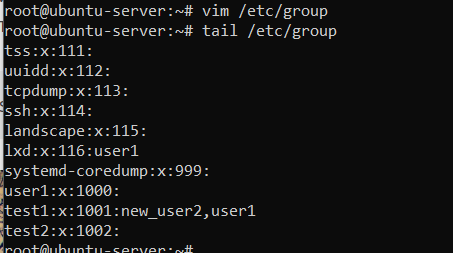 root@ubuntu-server:~# vim /etc/group
root@ubuntu-server:~# tail /etc/group
tss:x:111:
uuidd:x:112:
tcpdump:x:113:
ssh:x:114:
landscape:x:115:
lxd:x:116:user1
systemd-coredump:x:999:
user1:x:1000:
test1:x:1001:new_user2,user1
test2:x:1002:
root@ubuntu-server:~#